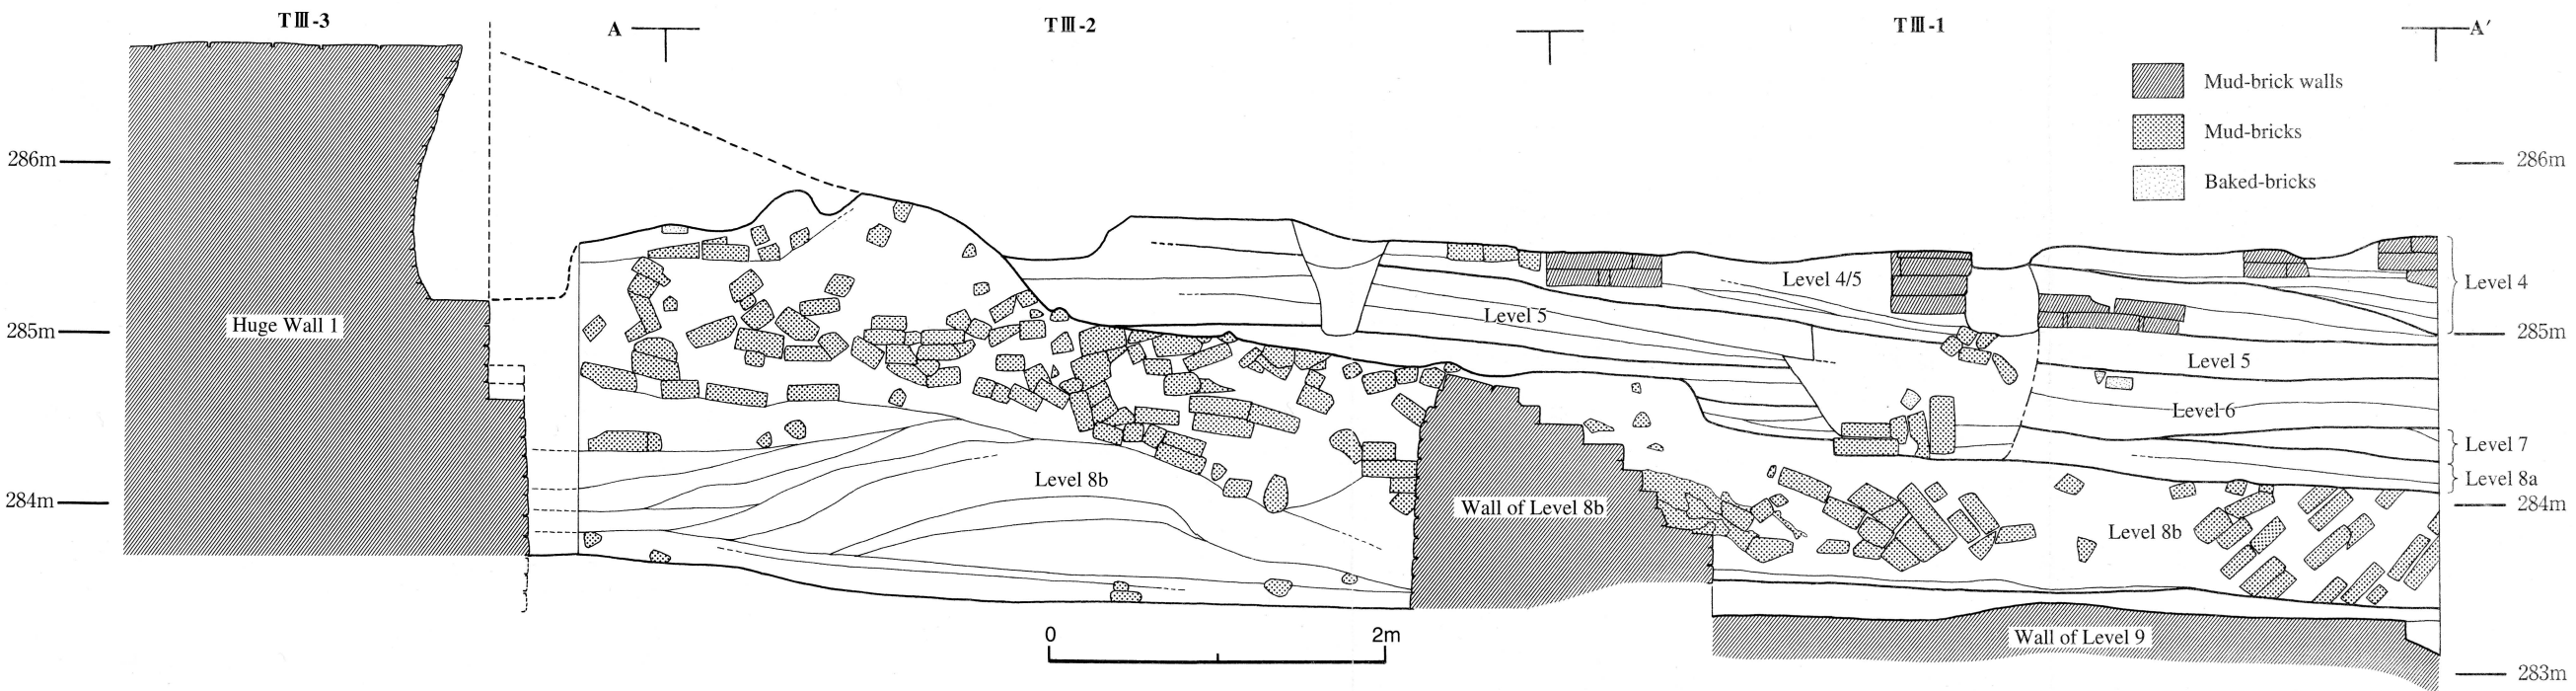 TⅢ-3
A
TⅢ-2
TⅢ-1
A′
Mud-brick walls
Mud-bricks
Baked-bricks
286m
286m
Level 4/5
Level 4
Level 5
Huge Wall 1
285m
285m
Level 5
Level 6
Level 7
Level 8a
Level 8b
Wall of Level 8b
284m
284m
Level 8b
Wall of Level 9
0
2m
283m